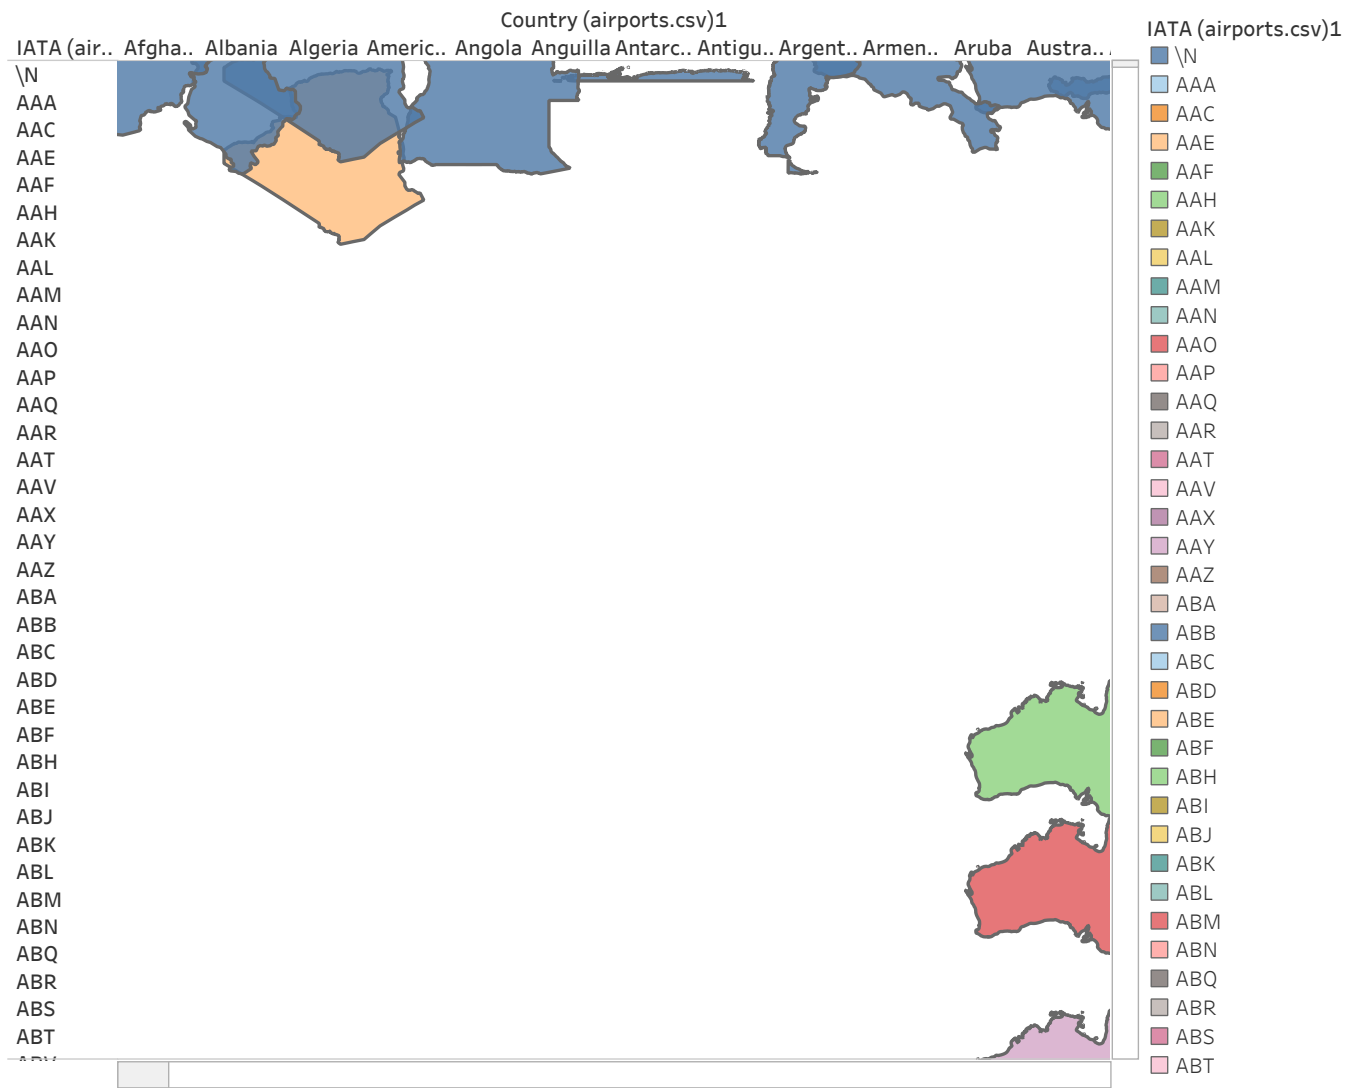 Country (airports.csv)1
IATA (air.. Afgha.. Albania Algeria Americ.. Angola Anguilla Antarc.. Antigu.. Argent.. Armen.. Aruba Austra..
\N
AAA
AAC
AAE
AAF
AAH
AAK
AAL
AAM
AAN
AAO
AAP
AAQ
AAR
AAT
AAV
AAX
AAY
AAZ
ABA
ABB
ABC
ABD
ABE
ABF
ABH
ABI
ABJ
ABK
ABL
ABM
ABN
ABQ
ABR
ABS
ABT
IATA (airports.csv)1
\N
AAA
AAC
AAE
AAF
AAH
AAK
AAL
AAM
AAN
AAO
AAP
AAQ
AAR
AAT
AAV
AAX
AAY
AAZ
ABA
ABB
ABC
ABD
ABE
ABF
ABH
ABI
ABJ
ABK
ABL
ABM
ABN
ABQ
ABR
ABS
ABT